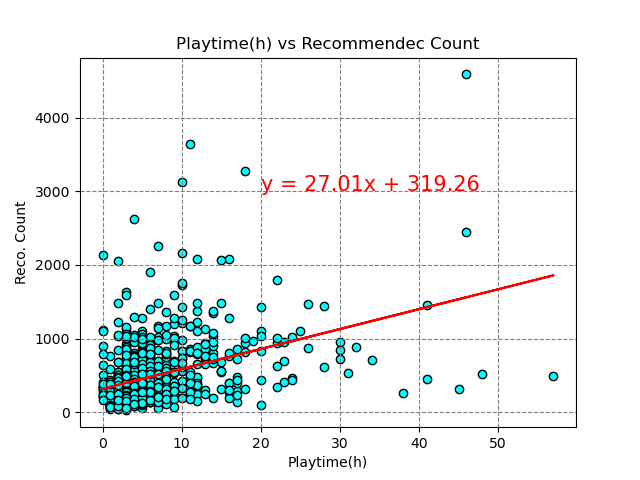 Playtime(h) vs Recommendec Count
4000
3000
2000
1000
0
Reco. Count
y = 27.01x + 319.26
0 10 20 30 40 50
Playtime(h)